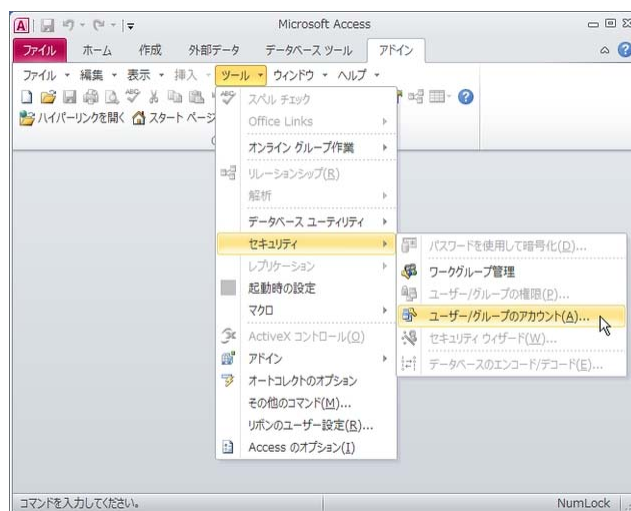 Microsoft Access
ファイル ホーム 作成 外部データ データベース ツール アドイン
ファイル 編集 表示 挿入 ツール ウィンドウ ヘルプ
ハイパーリンクを開く スタート ページ
スペル チェック
Office Links
オンライン グループ作業
リレーションシップ(R)
解析
データベース ユーティリティ
セキュリティ
レプリケーション
起動時の設定
マクロ
ActiveX コントロール(O)
アドイン
オートコレクトのオプション
その他のコマンド(M)...
リボンのユーザー設定(R)...
Access のオプション(I)
パスワードを使用して暗号化(D)...
ワークグループ管理
ユーザー/グループの権限(P)...
ユーザー/グループのアカウント(A)...
セキュリティ ウィザード(W)...
データベースのエンコード/デコード(E)...
コマンドを入力してください。 NumLock